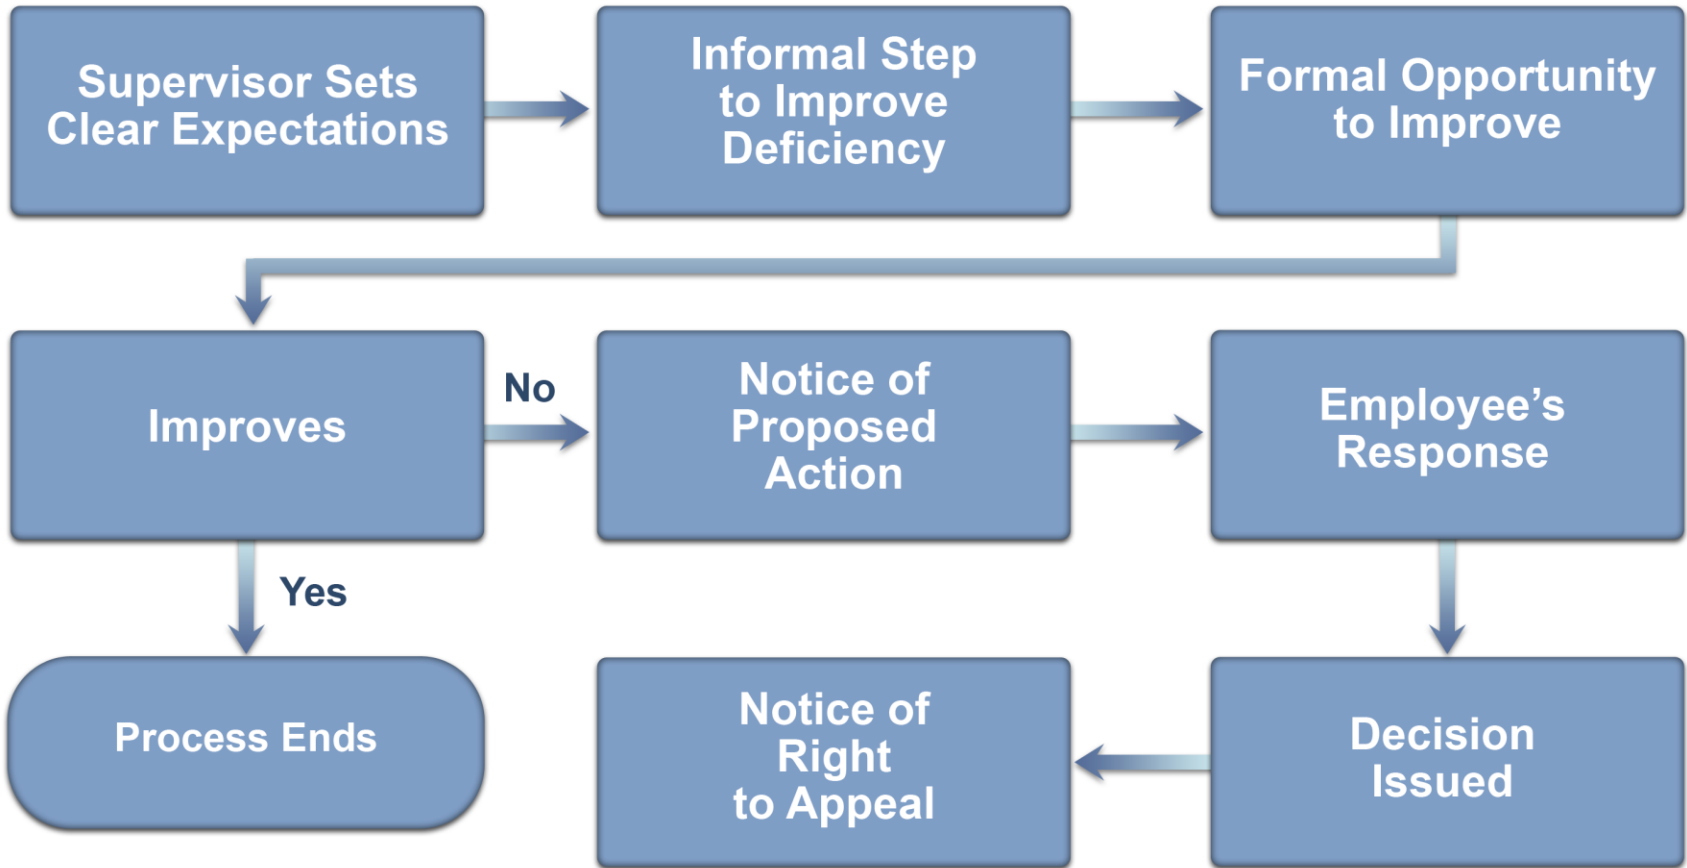 Supervisor Sets
Clear Expectations
Informal Step
to Improve
Deficiency
Formal Opportunity
to Improve
Improves
No
Notice of
Proposed
Action
Employee’s
Response
Yes
Process Ends
Notice of
Right
to Appeal
Decision
Issued